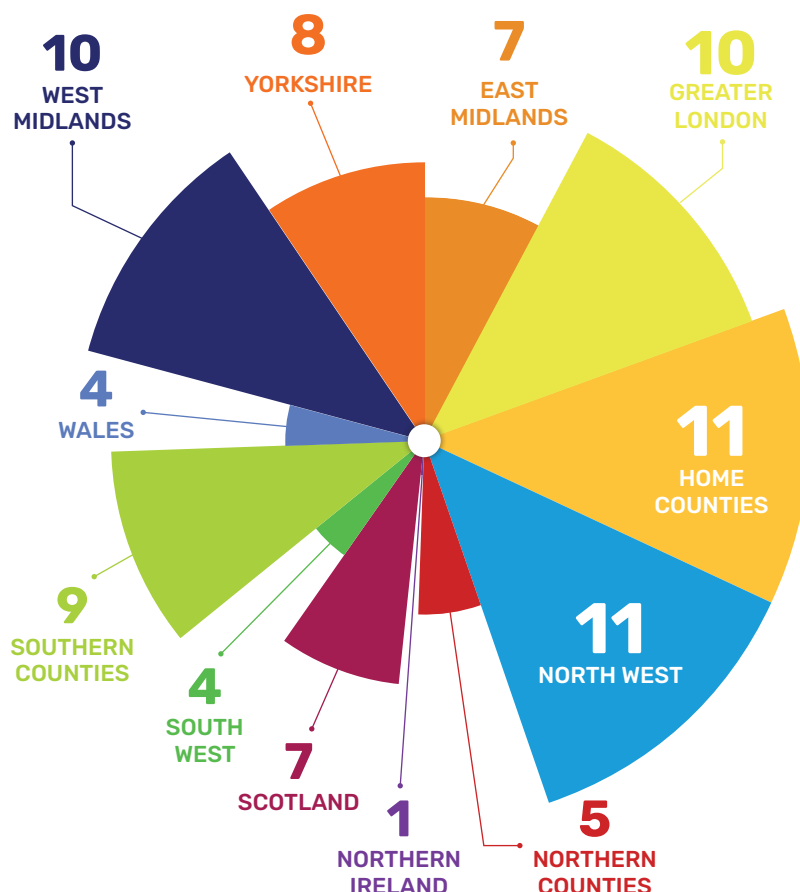 10
WEST
MIDLANDS
8
YORKSHIRE
7
EAST
MIDLANDS
10
GREATER
LONDON
4
WALES
11
HOME
COUNTIES
9
SOUTHERN
COUNTIES
11
NORTH WEST
4
SOUTH
WEST
7
SCOTLAND
1
NORTHERN
IRELAND
5
NORTHERN
COUNTIES